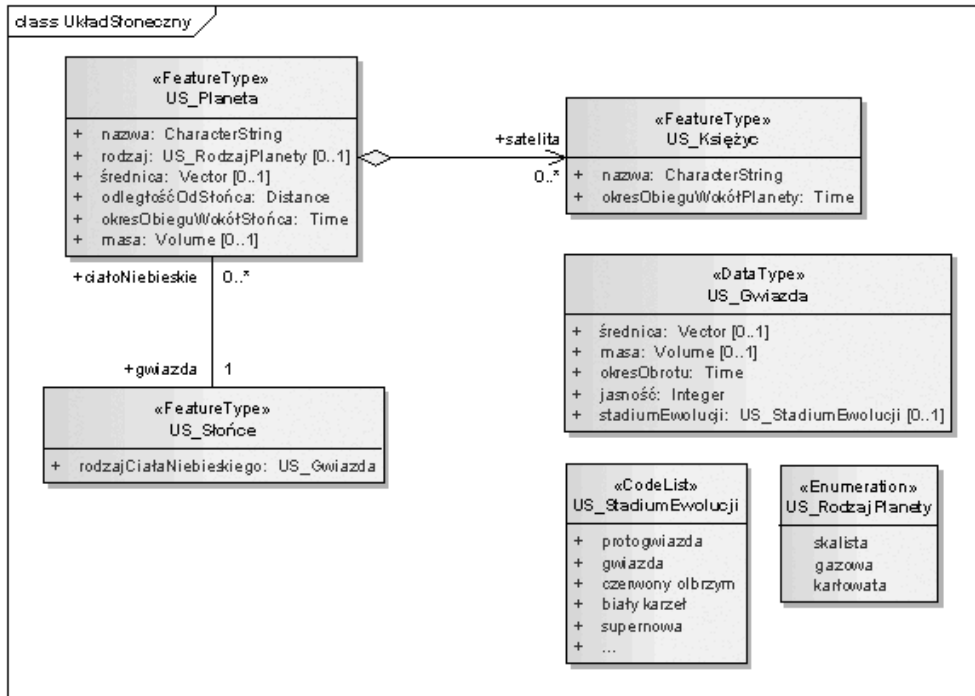 class UkładSłoneczny
«FeatureType»
US_Planeta
+ nazwa: CharacterString
+ rodzaj: US_RodzajPlanety [0..1]
+ średnica: Vector [0..1]
+ odległośćOdSłońca: Distance
+ okresObieguWokółSłońca: Time
+ masa: Volume [0..1]
+satelita
0..*
«FeatureType»
US_Księżyc
+ nazwa: CharacterString
+ okresObieguWokółPlanety: Time
+ciałoNiebieskie 0..*
+gwiazda 1
«FeatureType»
US_Słońce
+ rodzajCiałaNiebieskiego: US_Gwiazda
«DataType»
US_Gwiazda
+ średnica: Vector [0..1]
+ masa: Volume [0..1]
+ okresObrotu: Time
+ jasność: Integer
+ stadiumEwolucji: US_StadiumEwolucji [0..1]
«CodeList»
US_StadiumEwolucji
+ protogwiazda
+ gwiazda
+ czerwony olbrzym
+ biały karzeł
+ supernowa
+ ...
«Enumeration»
US_RodzajPlanety
skalista
gazowa
karłowata